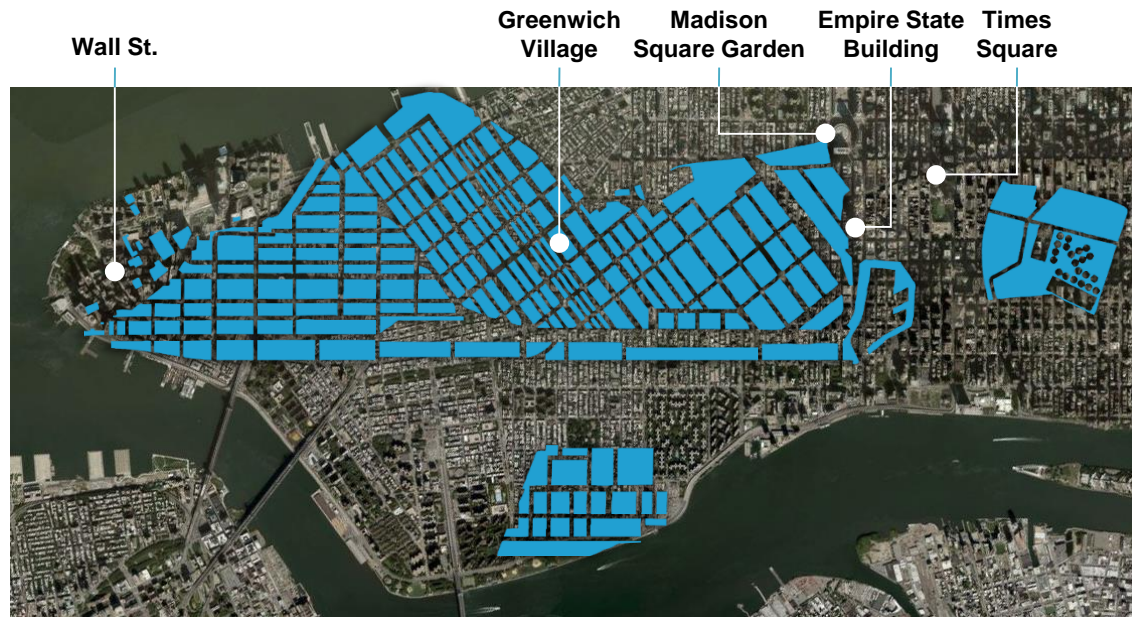 Wall St.
Greenwich
Village
Madison
Square Garden
Empire State
Building
Times
Square